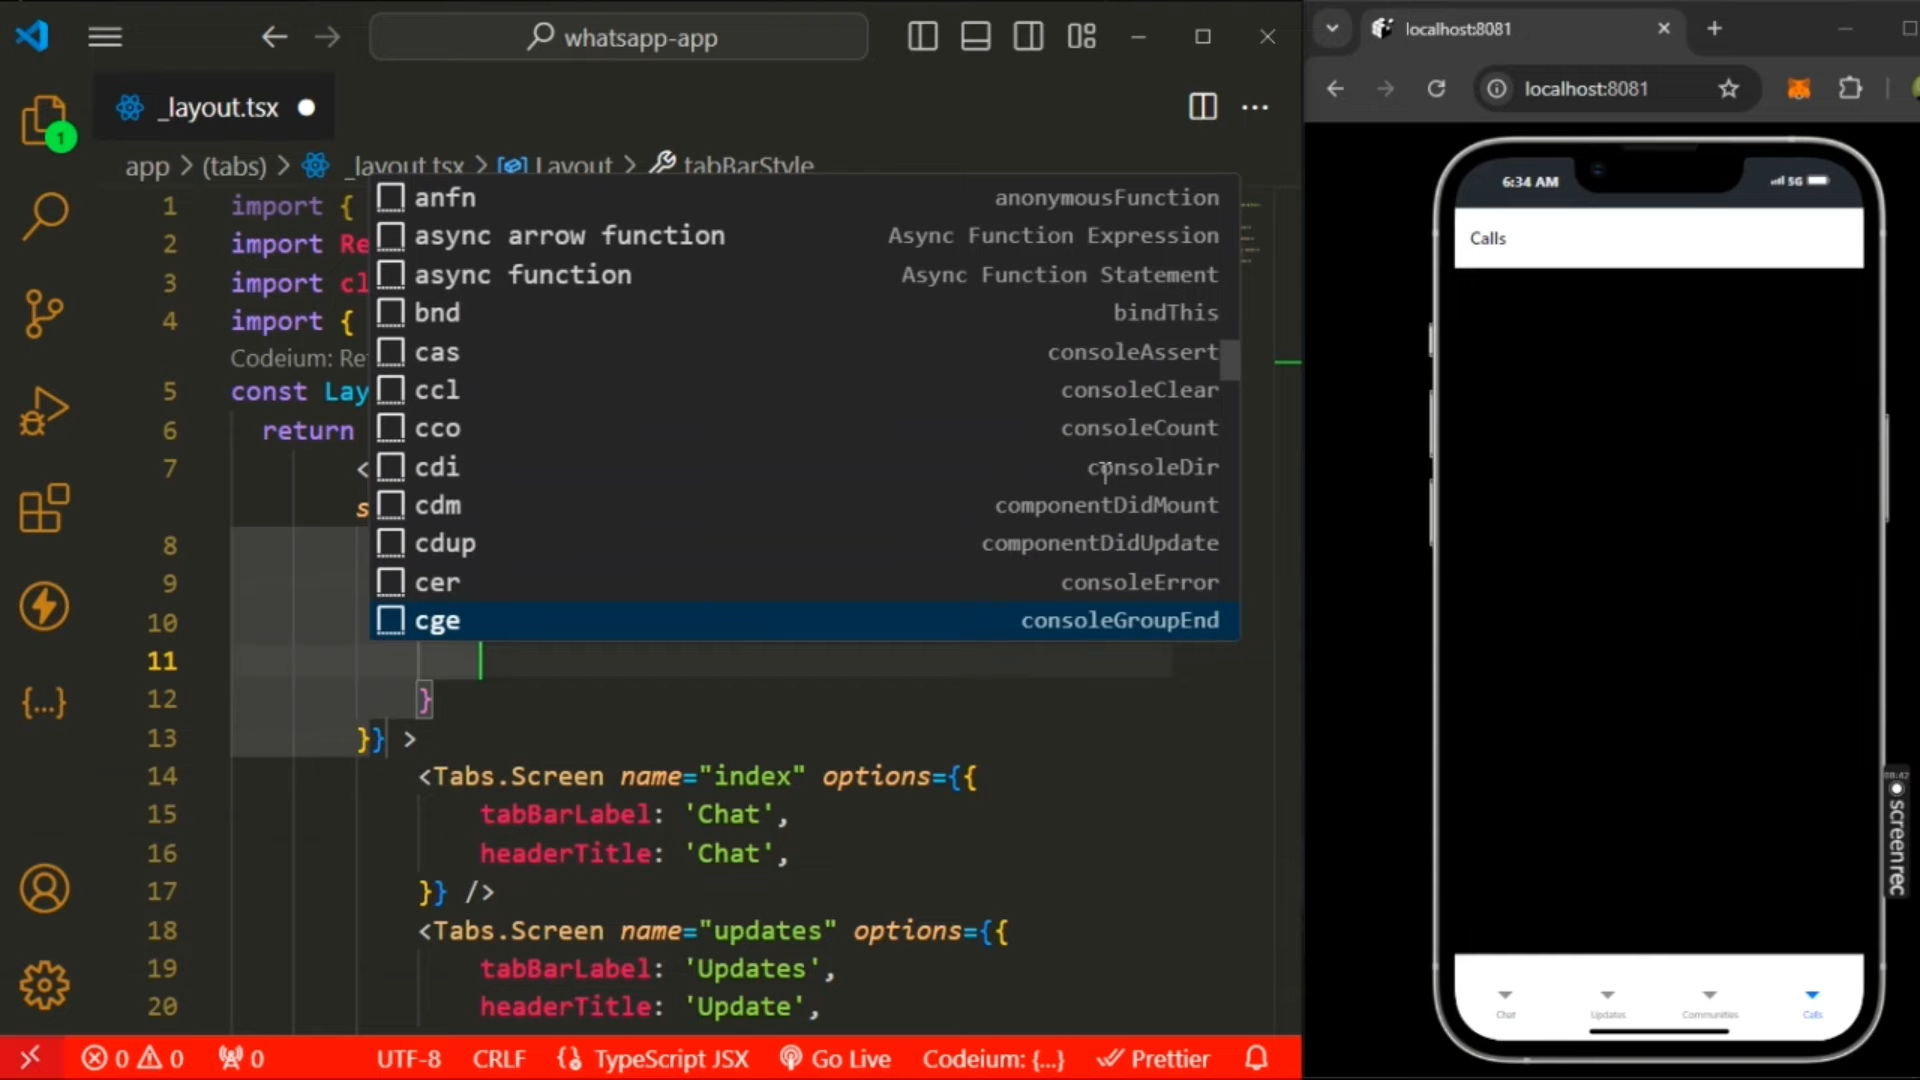 whatsapp-app
_layout.tsx
app > (tabs) > _layout.tsx > Layout > tabBarStyle
1
1 import {
2 import Re
3 import cl
4 import {
Codeium: Re
5 const Lay
6 return
7 <
s
8
9
10
11
12 }
13 }} >
14 <Tabs.Screen name="index" options={{
15 tabBarLabel: 'Chat',
16 headerTitle: 'Chat',
17 }} />
18 <Tabs.Screen name="updates" options={{
19 tabBarLabel: 'Updates',
20 headerTitle: 'Update',
anfn anonymousFunction
async arrow function Async Function Expression
async function Async Function Statement
bnd bindThis
cas consoleAssert
ccl consoleClear
cco consoleCount
cdi consoleDir
cdm componentDidMount
cdup componentDidUpdate
cer consoleError
cge consoleGroupEnd
0 0 0 UTF-8 CRLF TypeScript JSX Go Live Codeium: {...} Prettier
localhost:8081
localhost:8081
6:34 AM 5G
Calls
Chat Updates Communities Calls
screenrec